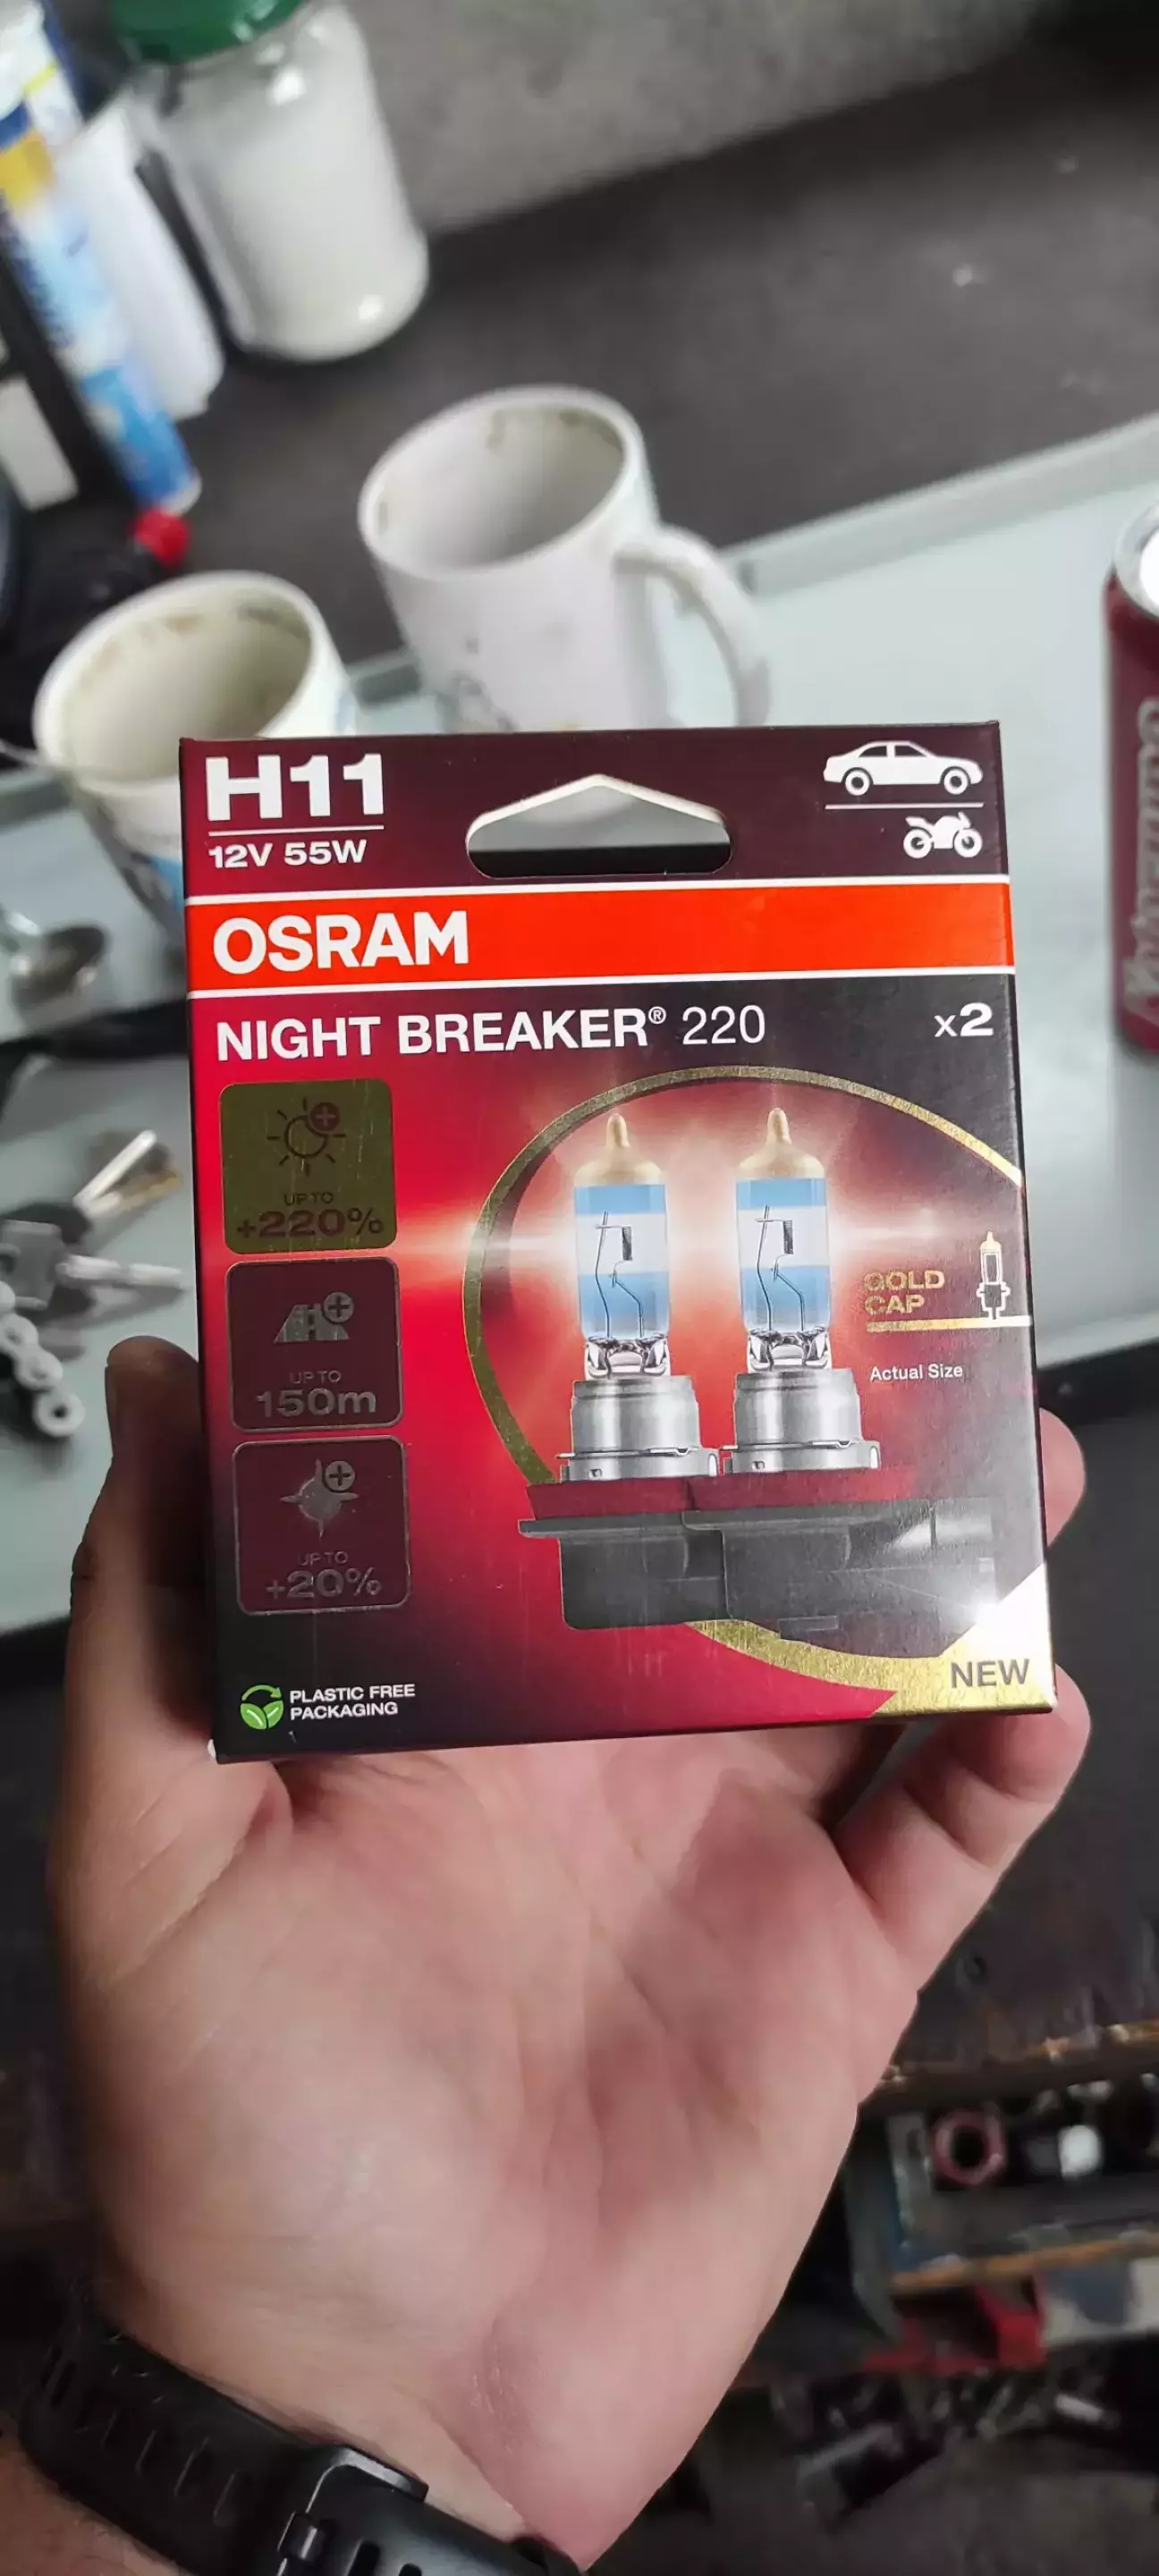 H11
12V 55W
OSRAM
NIGHT BREAKER® 220
x2
UP TO
+220%
UP TO
150m
UP TO
+20%
GOLD
CAP
Actual Size
PLASTIC FREE
PACKAGING
NEW